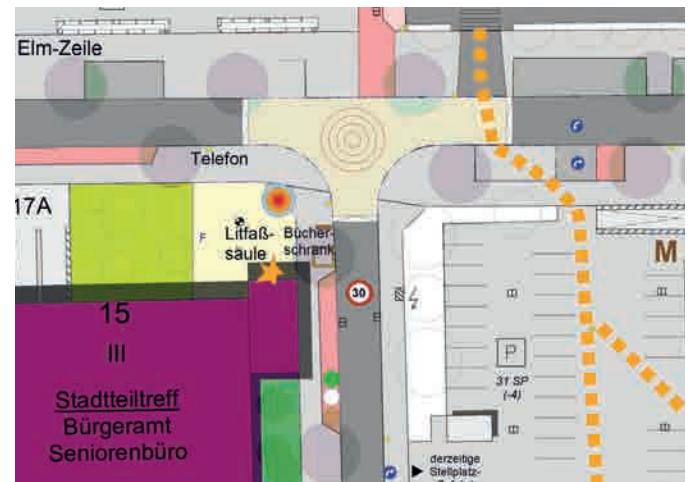 Elm-Zeile
Telefon
17A
F
Litfaß-
säule
Bücher-
schrank
30
15
III
Stadtteiltreff
Bürgeramt
Seniorenbüro
M
P
31 SP
(-4)
derzeitige
Stellplatz-